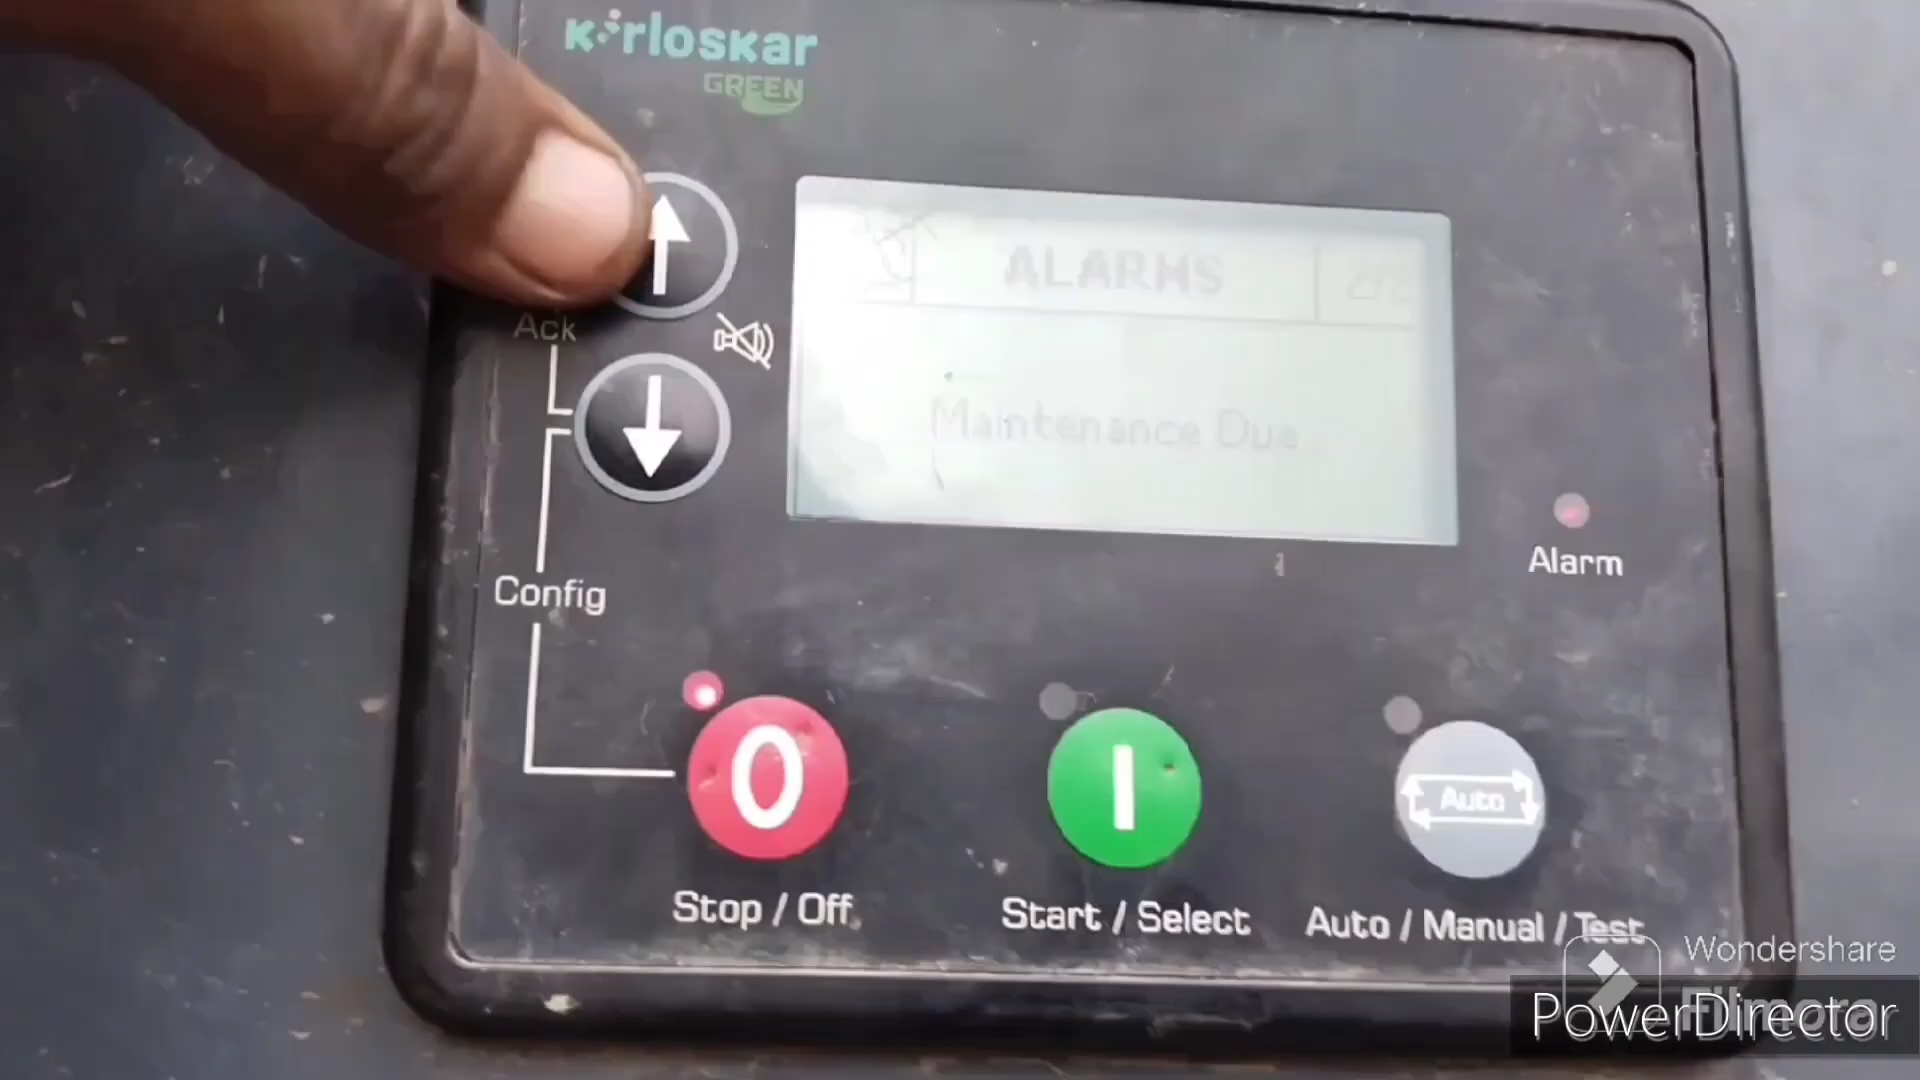 kirloskar
GREEN
ALARMS
Ack
Maintenance Due
Alarm
Config
0
I
Auto
Stop / Off
Start / Select
Auto / Manual / Test
Wondershare
PowerDirector